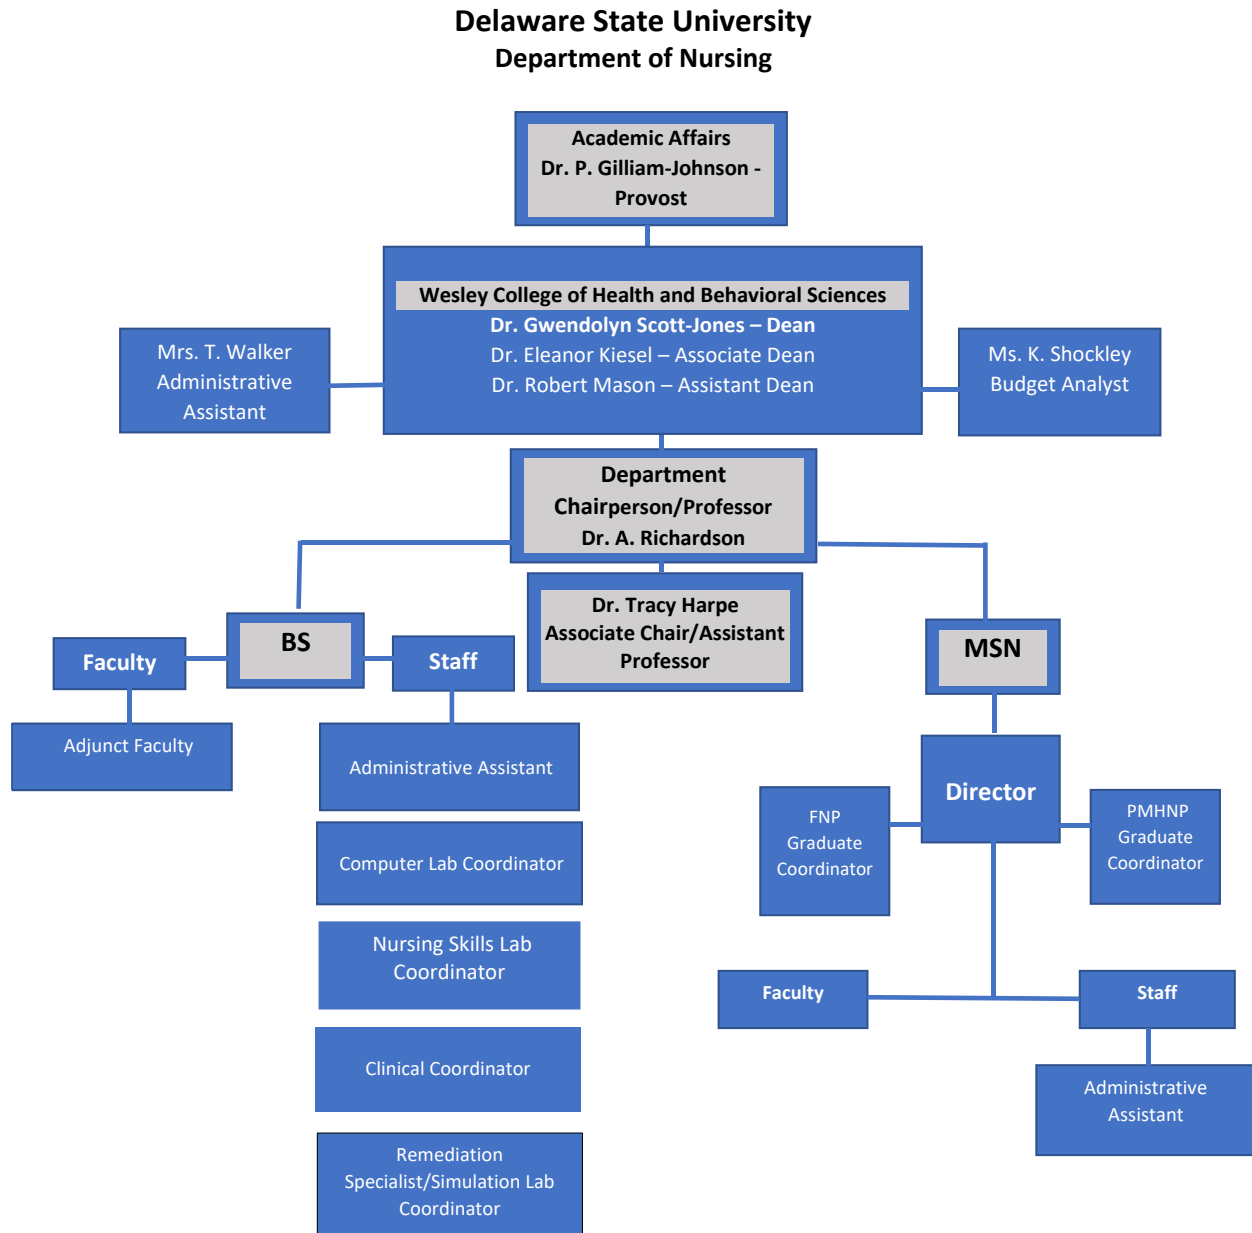 Delaware State University
Department of Nursing
Academic Affairs
Dr. P. Gilliam-Johnson -
Provost
Wesley College of Health and Behavioral Sciences
Dr. Gwendolyn Scott-Jones – Dean
Dr. Eleanor Kiesel – Associate Dean
Dr. Robert Mason – Assistant Dean
Mrs. T. Walker
Administrative
Assistant
Ms. K. Shockley
Budget Analyst
Department
Chairperson/Professor
Dr. A. Richardson
Dr. Tracy Harpe
Associate Chair/Assistant
Professor
BS
Faculty
Staff
MSN
Adjunct Faculty
Administrative Assistant
Computer Lab Coordinator
Nursing Skills Lab
Coordinator
Clinical Coordinator
Remediation
Specialist/Simulation Lab
Coordinator
Director
FNP
Graduate
Coordinator
PMHNP
Graduate
Coordinator
Faculty
Staff
Administrative
Assistant